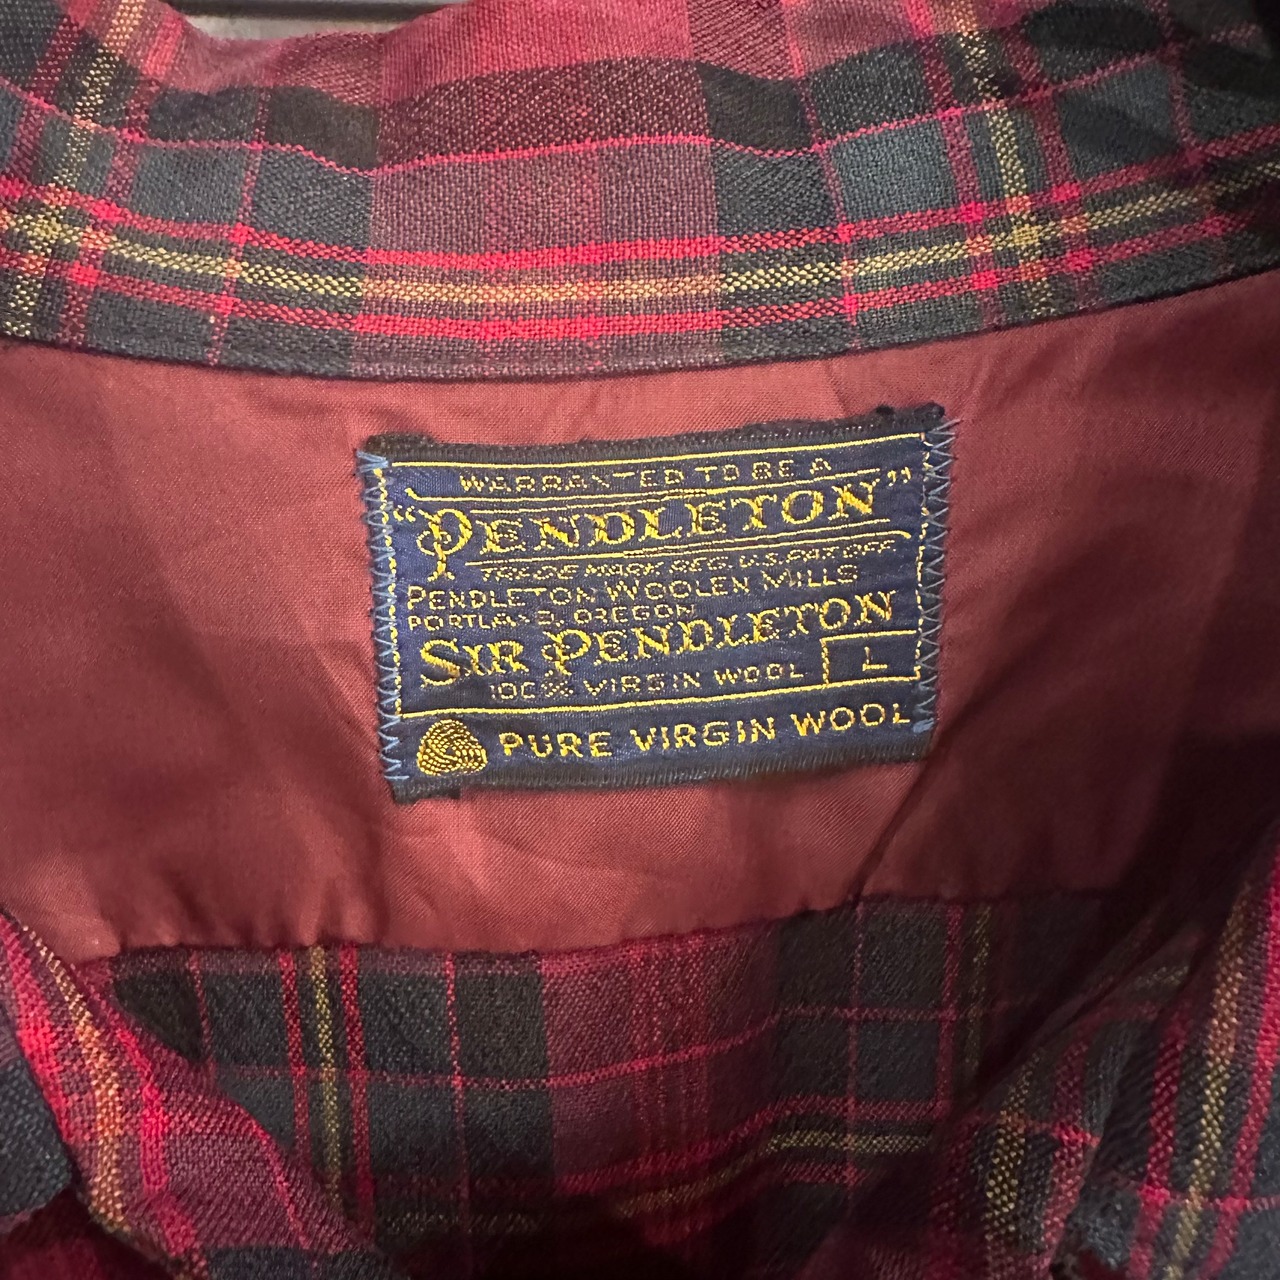 WARRANTED TO BE A
"PENDLETON"
TRADE MARK REG. U.S. PAT. OFF.
PENDLETON WOOLEN MILLS
PORTLAND, OREGON
SIR PENDLETON
100% VIRGIN WOOL L
PURE VIRGIN WOOL